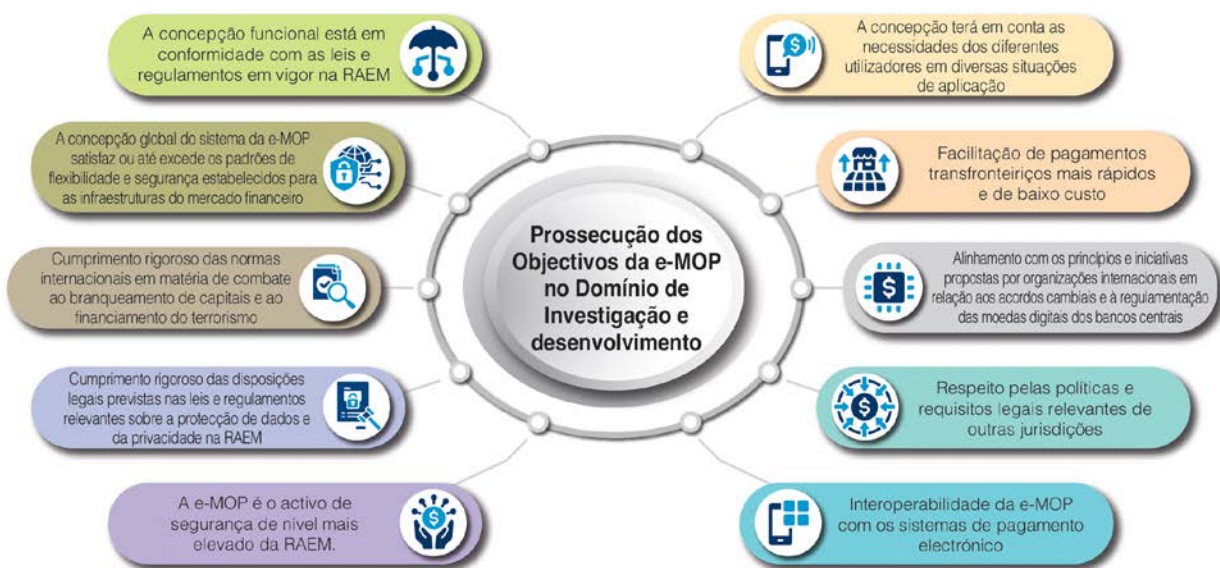 A concepção funcional está em
conformidade com as leis e
regulamentos em vigor na RAEM
A concepção global do sistema da e-MOP
satisfaz ou até excede os padrões de
flexibilidade e segurança estabelecidos para
as infraestruturas do mercado financeiro
Cumprimento rigoroso das normas
internacionais em matéria de combate
ao branqueamento de capitais e ao
financiamento do terrorismo
Cumprimento rigoroso das disposições
legais previstas nas leis e regulamentos
relevantes sobre a protecção de dados e
da privacidade na RAEM
A e-MOP é o activo de
segurança de nível mais
elevado da RAEM.
Prossecução dos
Objectivos da e-MOP
no Domínio de
Investigação e
desenvolvimento
A concepção terá em conta as
necessidades dos diferentes
utilizadores em diversas situações
de aplicação
Facilitação de pagamentos
transfronteiriços mais rápidos
e de baixo custo
Alinhamento com os princípios e iniciativas
propostas por organizações internacionais em
relação aos acordos cambiais e à regulamentação
das moedas digitais dos bancos centrais
Respeito pelas políticas e
requisitos legais relevantes de
outras jurisdições
Interoperabilidade da e-MOP
com os sistemas de pagamento
electrónico